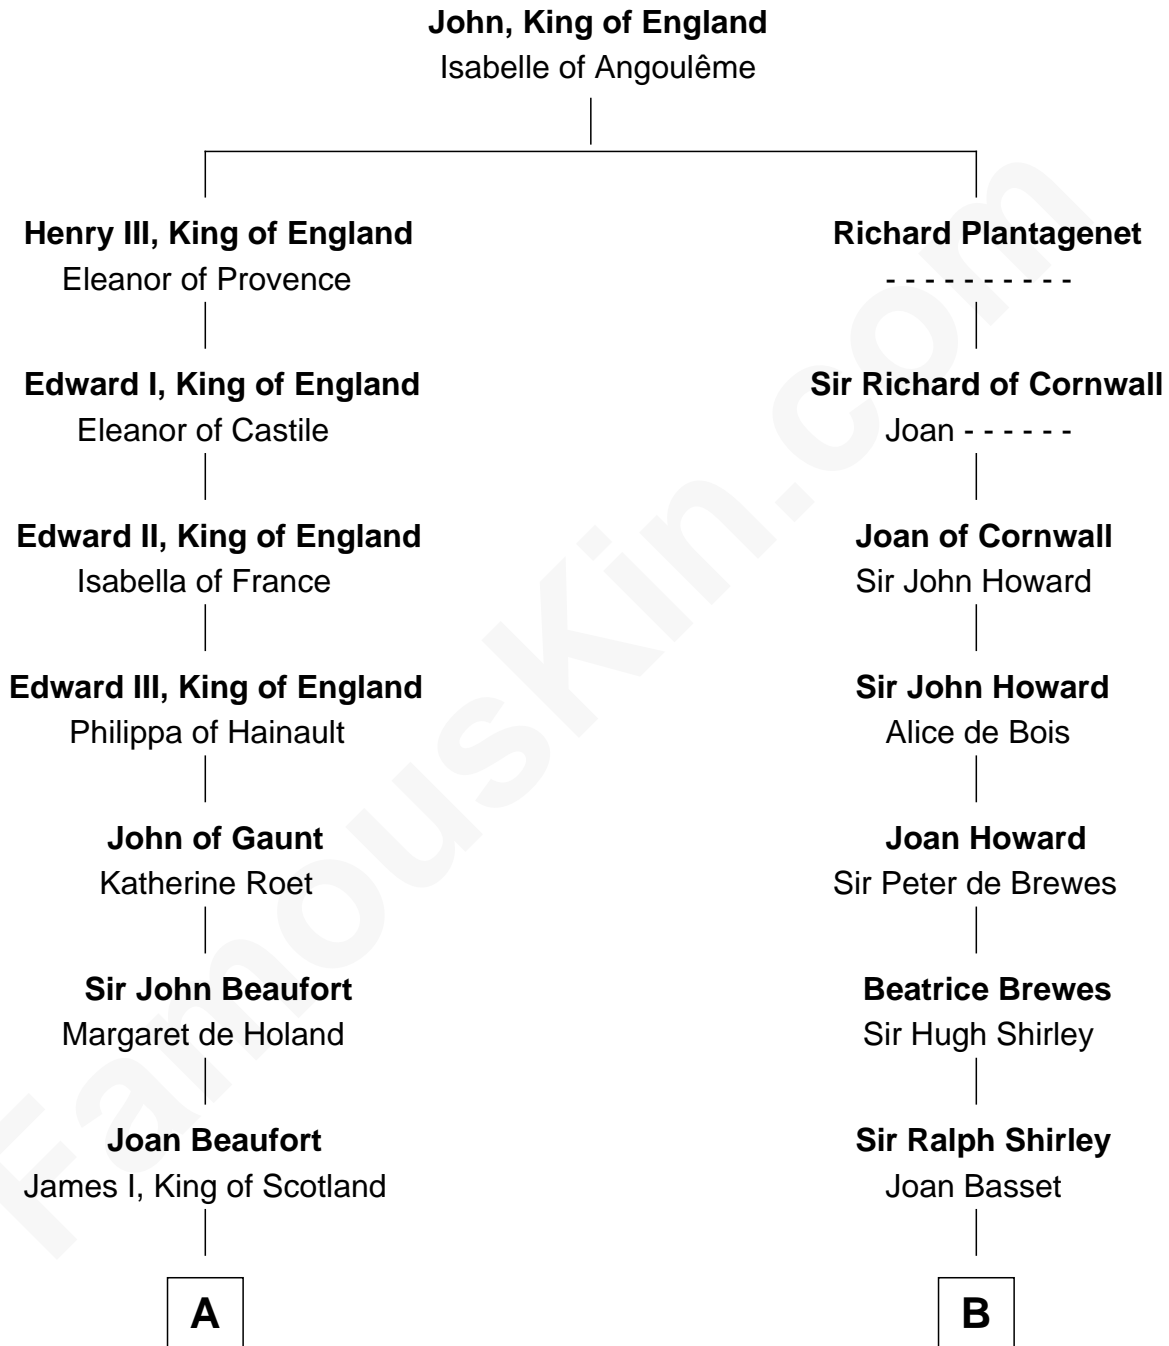 John, King of England
Isabelle of Angoulême
Henry III, King of England
Eleanor of Provence
Richard Plantagenet
- - - - - - - - - -
Edward I, King of England
Eleanor of Castile
Sir Richard of Cornwall
Joan - - - - - -
Edward II, King of England
Isabella of France
Joan of Cornwall
Sir John Howard
Edward III, King of England
Philippa of Hainault
Sir John Howard
Alice de Bois
John of Gaunt
Katherine Roet
Joan Howard
Sir Peter de Brewes
Sir John Beaufort
Margaret de Holand
Beatrice Brewes
Sir Hugh Shirley
Joan Beaufort
James I, King of Scotland
Sir Ralph Shirley
Joan Basset
A
B
FamousKin.com